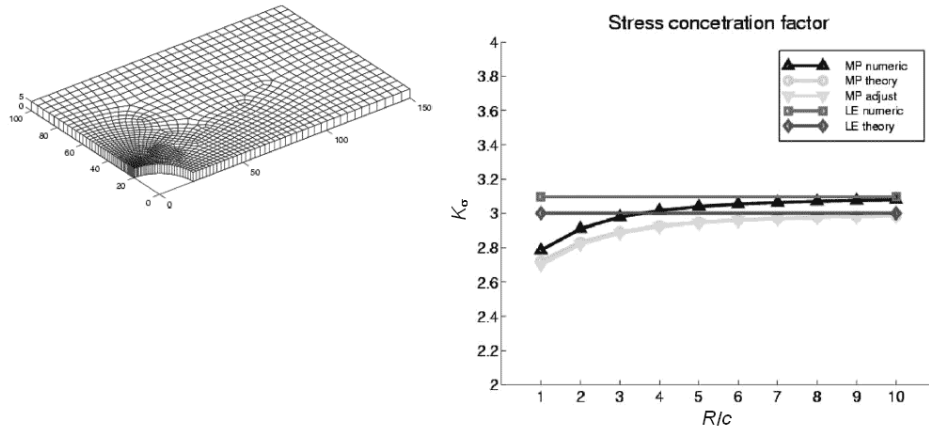 5
0
100
80
60
40
20
0
0
50
100
150
Stress concetration factor
4
3.8
3.6
3.4
3.2
3
2.8
2.6
2.4
2.2
2
Kσ
MP numeric
MP theory
MP adjust
LE numeric
LE theory
1 2 3 4 5 6 7 8 9 10
R/c